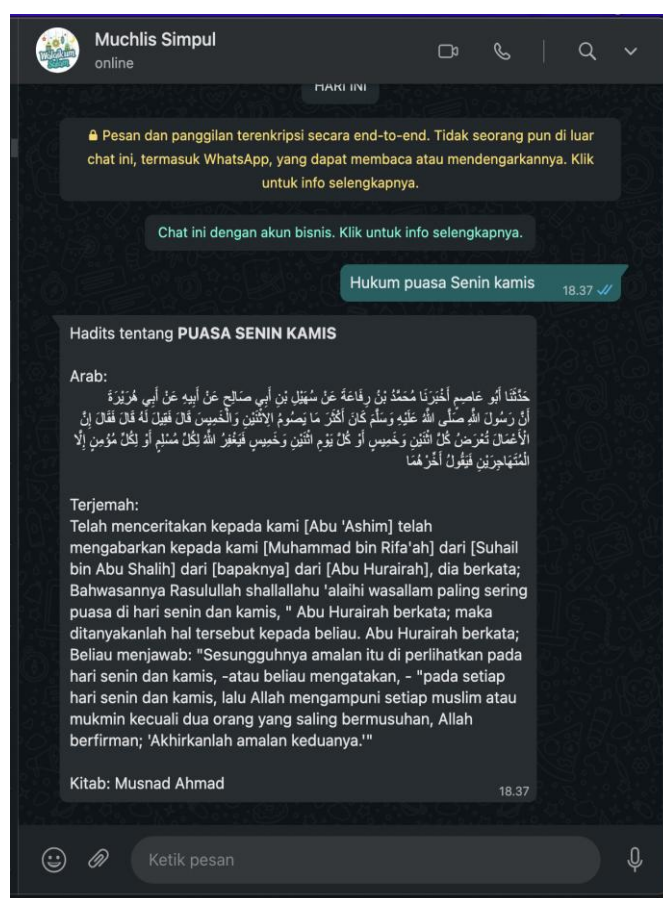 Muchlis Simpul
online
HARI INI
Pesan dan panggilan terenkripsi secara end-to-end. Tidak seorang pun di luar
chat ini, termasuk WhatsApp, yang dapat membaca atau mendengarkannya. Klik
untuk info selengkapnya.
Chat ini dengan akun bisnis. Klik untuk info selengkapnya.
Hukum puasa Senin kamis
18.37
Hadits tentang PUASA SENIN KAMIS
Arab:
حَدَّثَنَا أَبُو عَاصِمٍ أَخْبَرَنَا مُحَمَّدُ بْنُ رِفَاعَةَ عَنْ سُهَيْلِ بْنِ أَبِي صَالِحٍ عَنْ أَبِيهِ عَنْ أَبِي هُرَيْرَةَ
أَنَّ رَسُولَ اللَّهِ صَلَّى اللَّهُ عَلَيْهِ وَسَلَّمَ كَانَ أَكْثَرَ مَا يَصُومُ الِاثْنَيْنِ وَالْخَمِيسَ قَالَ فَقِيلَ لَهُ قَالَ فَقَالَ إِنَّ
الْأَعْمَالَ تُعْرَضُ كُلَّ اثْنَيْنِ وَخَمِيسٍ أَوْ كُلَّ يَوْمِ اثْنَيْنِ وَخَمِيسٍ فَيَغْفِرُ اللَّهُ لِكُلِّ مُسْلِمٍ أَوْ لِكُلِّ مُؤْمِنٍ إِلَّا
الْمُتَهَاجِرَيْنِ فَيَقُولُ أَخِّرْهُمَا
Terjemah:
Telah menceritakan kepada kami [Abu 'Ashim] telah
mengabarkan kepada kami [Muhammad bin Rifa'ah] dari [Suhail
bin Abu Shalih] dari [bapaknya] dari [Abu Hurairah], dia berkata;
Bahwasannya Rasulullah shallallahu 'alaihi wasallam paling sering
puasa di hari senin dan kamis, " Abu Hurairah berkata; maka
ditanyakanlah hal tersebut kepada beliau. Abu Hurairah berkata;
Beliau menjawab: "Sesungguhnya amalan itu di perlihatkan pada
hari senin dan kamis, -atau beliau mengatakan, - "pada setiap
hari senin dan kamis, lalu Allah mengampuni setiap muslim atau
mukmin kecuali dua orang yang saling bermusuhan, Allah
berfirman; 'Akhirkanlah amalan keduanya.'"
Kitab: Musnad Ahmad
18.37
Ketik pesan